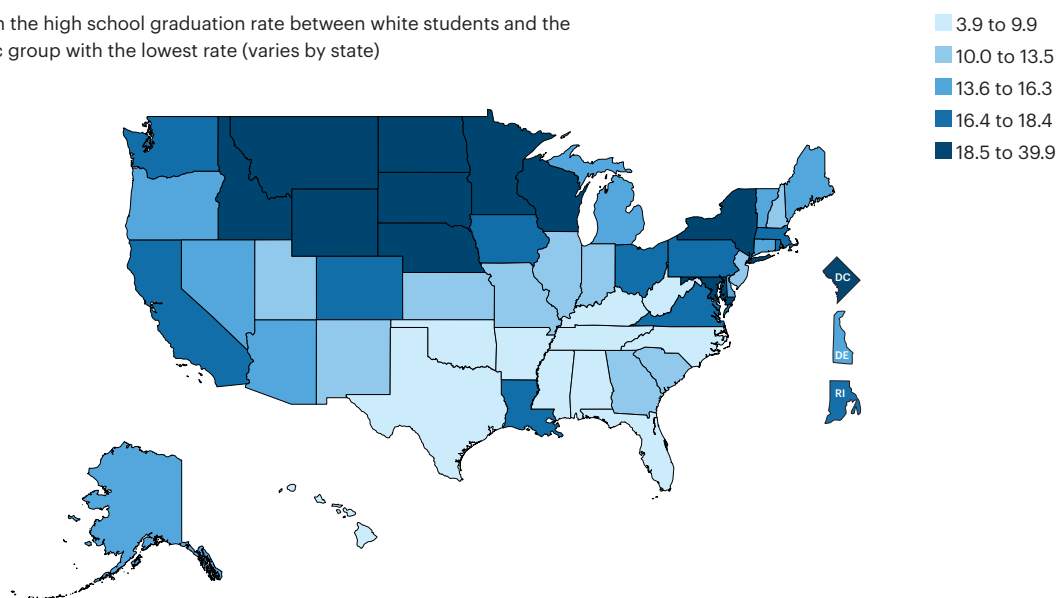 the high school graduation rate between white students and the
group with the lowest rate (varies by state)
3.9 to 9.9
10.0 to 13.5
13.6 to 16.3
16.4 to 18.4
18.5 to 39.9
DC
DE
RI